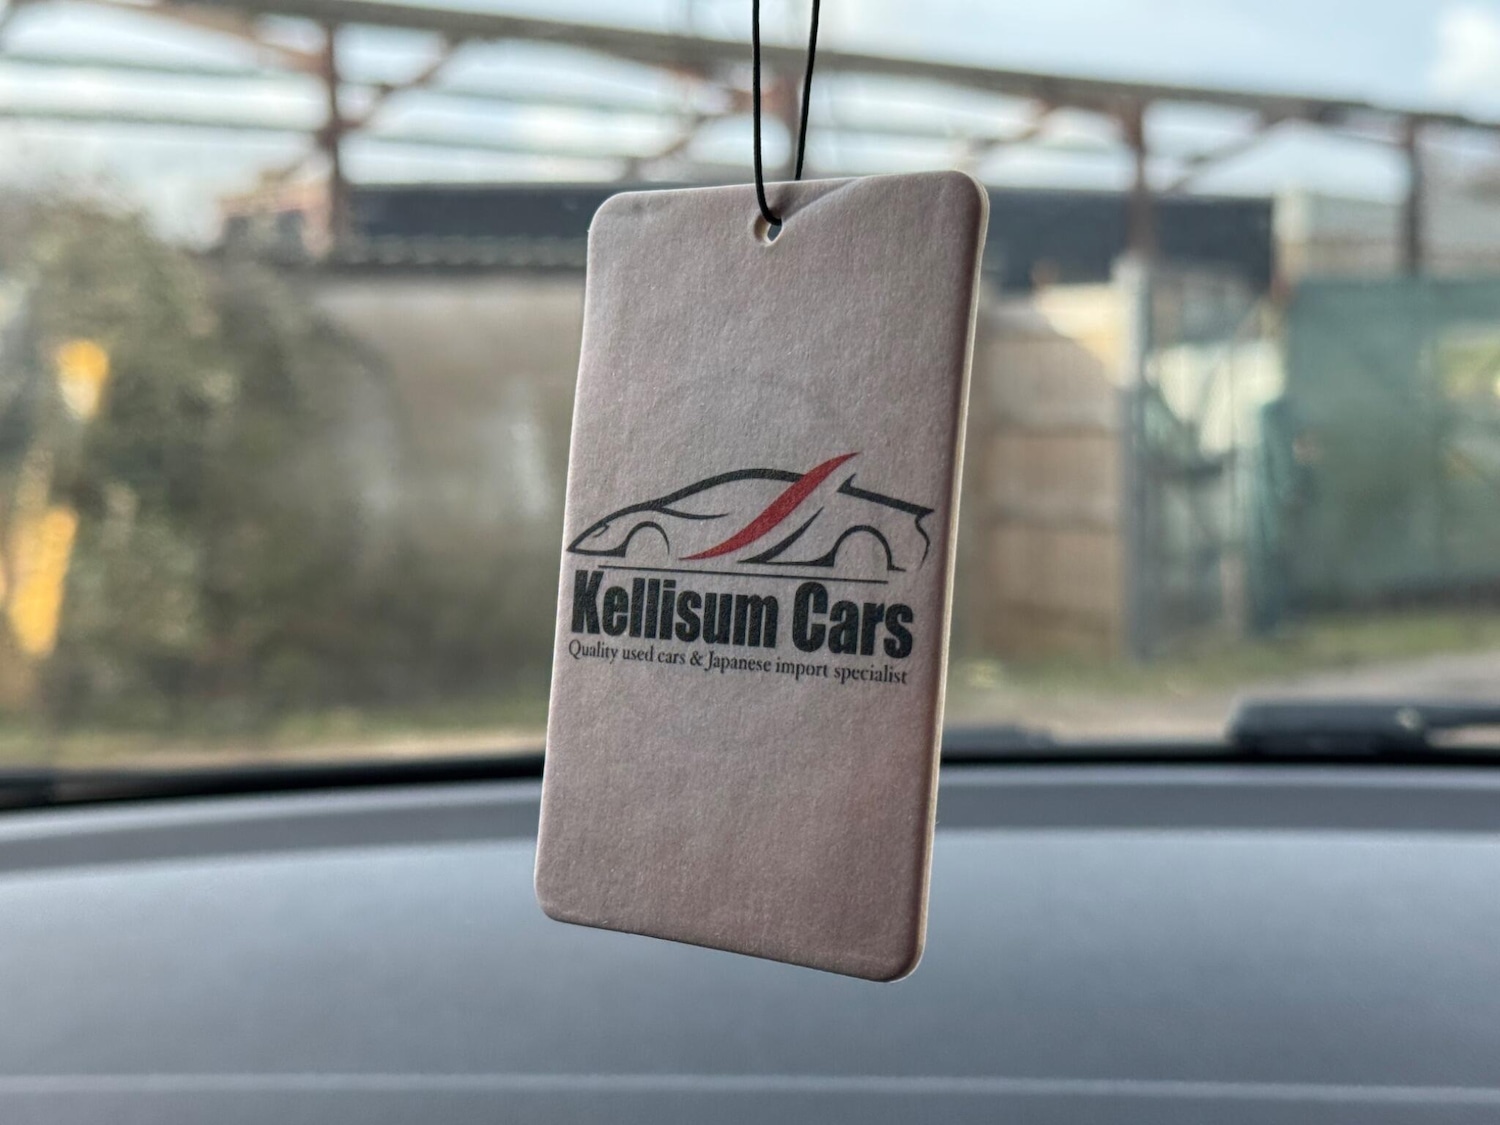 Kellisum Cars
Quality used cars & Japanese import specialist